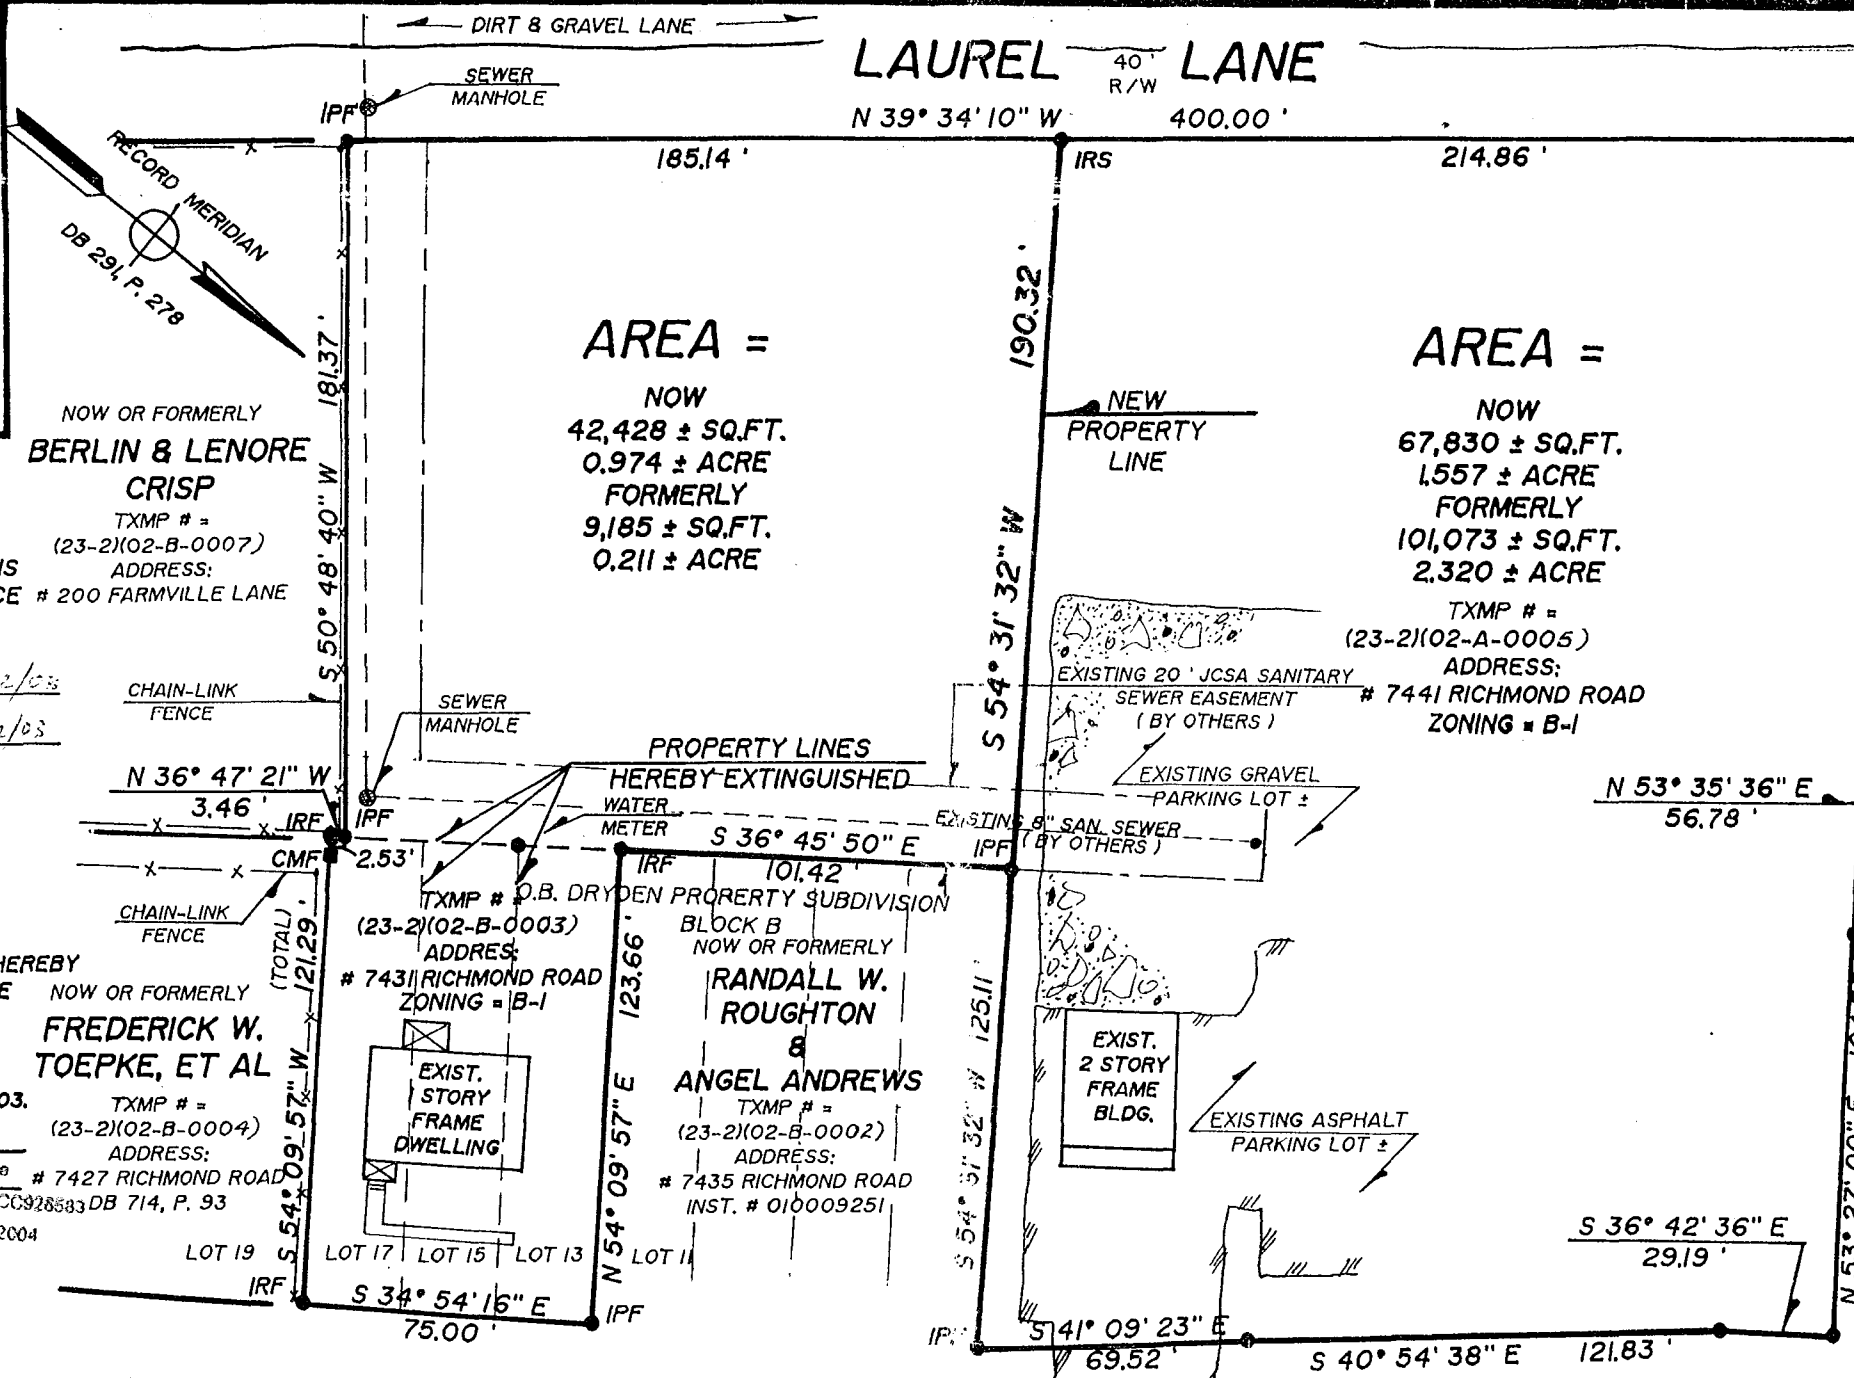 DIRT & GRAVEL LANE
LAUREL LANE
40'
R/W
SEWER
MANHOLE
IPF
N 39° 34' 10" W 400.00 '
185.14 '
IRS
214.86 '
RECORD MERIDIAN
DB 291, P. 278
181.37 '
S 50° 48' 40" W
190.32 '
S 54° 31' 32" W
AREA =
NOW
42,428 ± SQ.FT.
0.974 ± ACRE
FORMERLY
9,185 ± SQ.FT.
0.211 ± ACRE
NEW
PROPERTY
LINE
AREA =
NOW
67,830 ± SQ.FT.
1.557 ± ACRE
FORMERLY
101,073 ± SQ.FT.
2.320 ± ACRE
TXMP # =
(23-2)(02-A-0005)
ADDRESS:
# 7441 RICHMOND ROAD
ZONING = B-1
NOW OR FORMERLY
BERLIN & LENORE
CRISP
TXMP # =
(23-2)(02-B-0007)
ADDRESS:
# 200 FARMVILLE LANE
CHAIN-LINK
FENCE
SEWER
MANHOLE
EXISTING 20 ' JCSA SANITARY
SEWER EASEMENT
( BY OTHERS )
PROPERTY LINES
HEREBY EXTINGUISHED
EXISTING GRAVEL
PARKING LOT ±
N 53° 35' 36" E
56.78 '
N 36° 47' 21" W
3.46 '
IRF
IPF
WATER
METER
EXISTING 8" SAN. SEWER
( BY OTHERS )
S 36° 45' 50" E
101.42 '
IRF
IPF
CMF
2.53'
CHAIN-LINK
FENCE
TXMP # =
(23-2)(02-B-0003)
ADDRES:
# 7431 RICHMOND ROAD
ZONING = B-1
O.B. DRYDEN PROPERTY SUBDIVISION
BLOCK B
NOW OR FORMERLY
RANDALL W.
ROUGHTON
&
ANGEL ANDREWS
TXMP # =
(23-2)(02-B-0002)
ADDRESS:
# 7435 RICHMOND ROAD
INST. # 010009251
HEREBY
NOW OR FORMERLY
FREDERICK W.
TOEPKE, ET AL
TXMP # =
(23-2)(02-B-0004)
ADDRESS:
# 7427 RICHMOND ROAD
DB 714, P. 93
(TOTAL)
121.29 '
S 54° 09' 57" W
123.66 '
N 54° 09' 57" E
125.11 '
S 54° 31' 32" W
EXIST.
1 STORY
FRAME
DWELLING
EXIST.
2 STORY
FRAME
BLDG.
EXISTING ASPHALT
PARKING LOT ±
LOT 19
LOT 17
LOT 15
LOT 13
LOT 11
IRF
S 34° 54' 16" E
75.00 '
IPF
S 41° 09' 23" E
69.52 '
S 40° 54' 38" E 121.83 '
S 36° 42' 36" E
29.19 '
2004